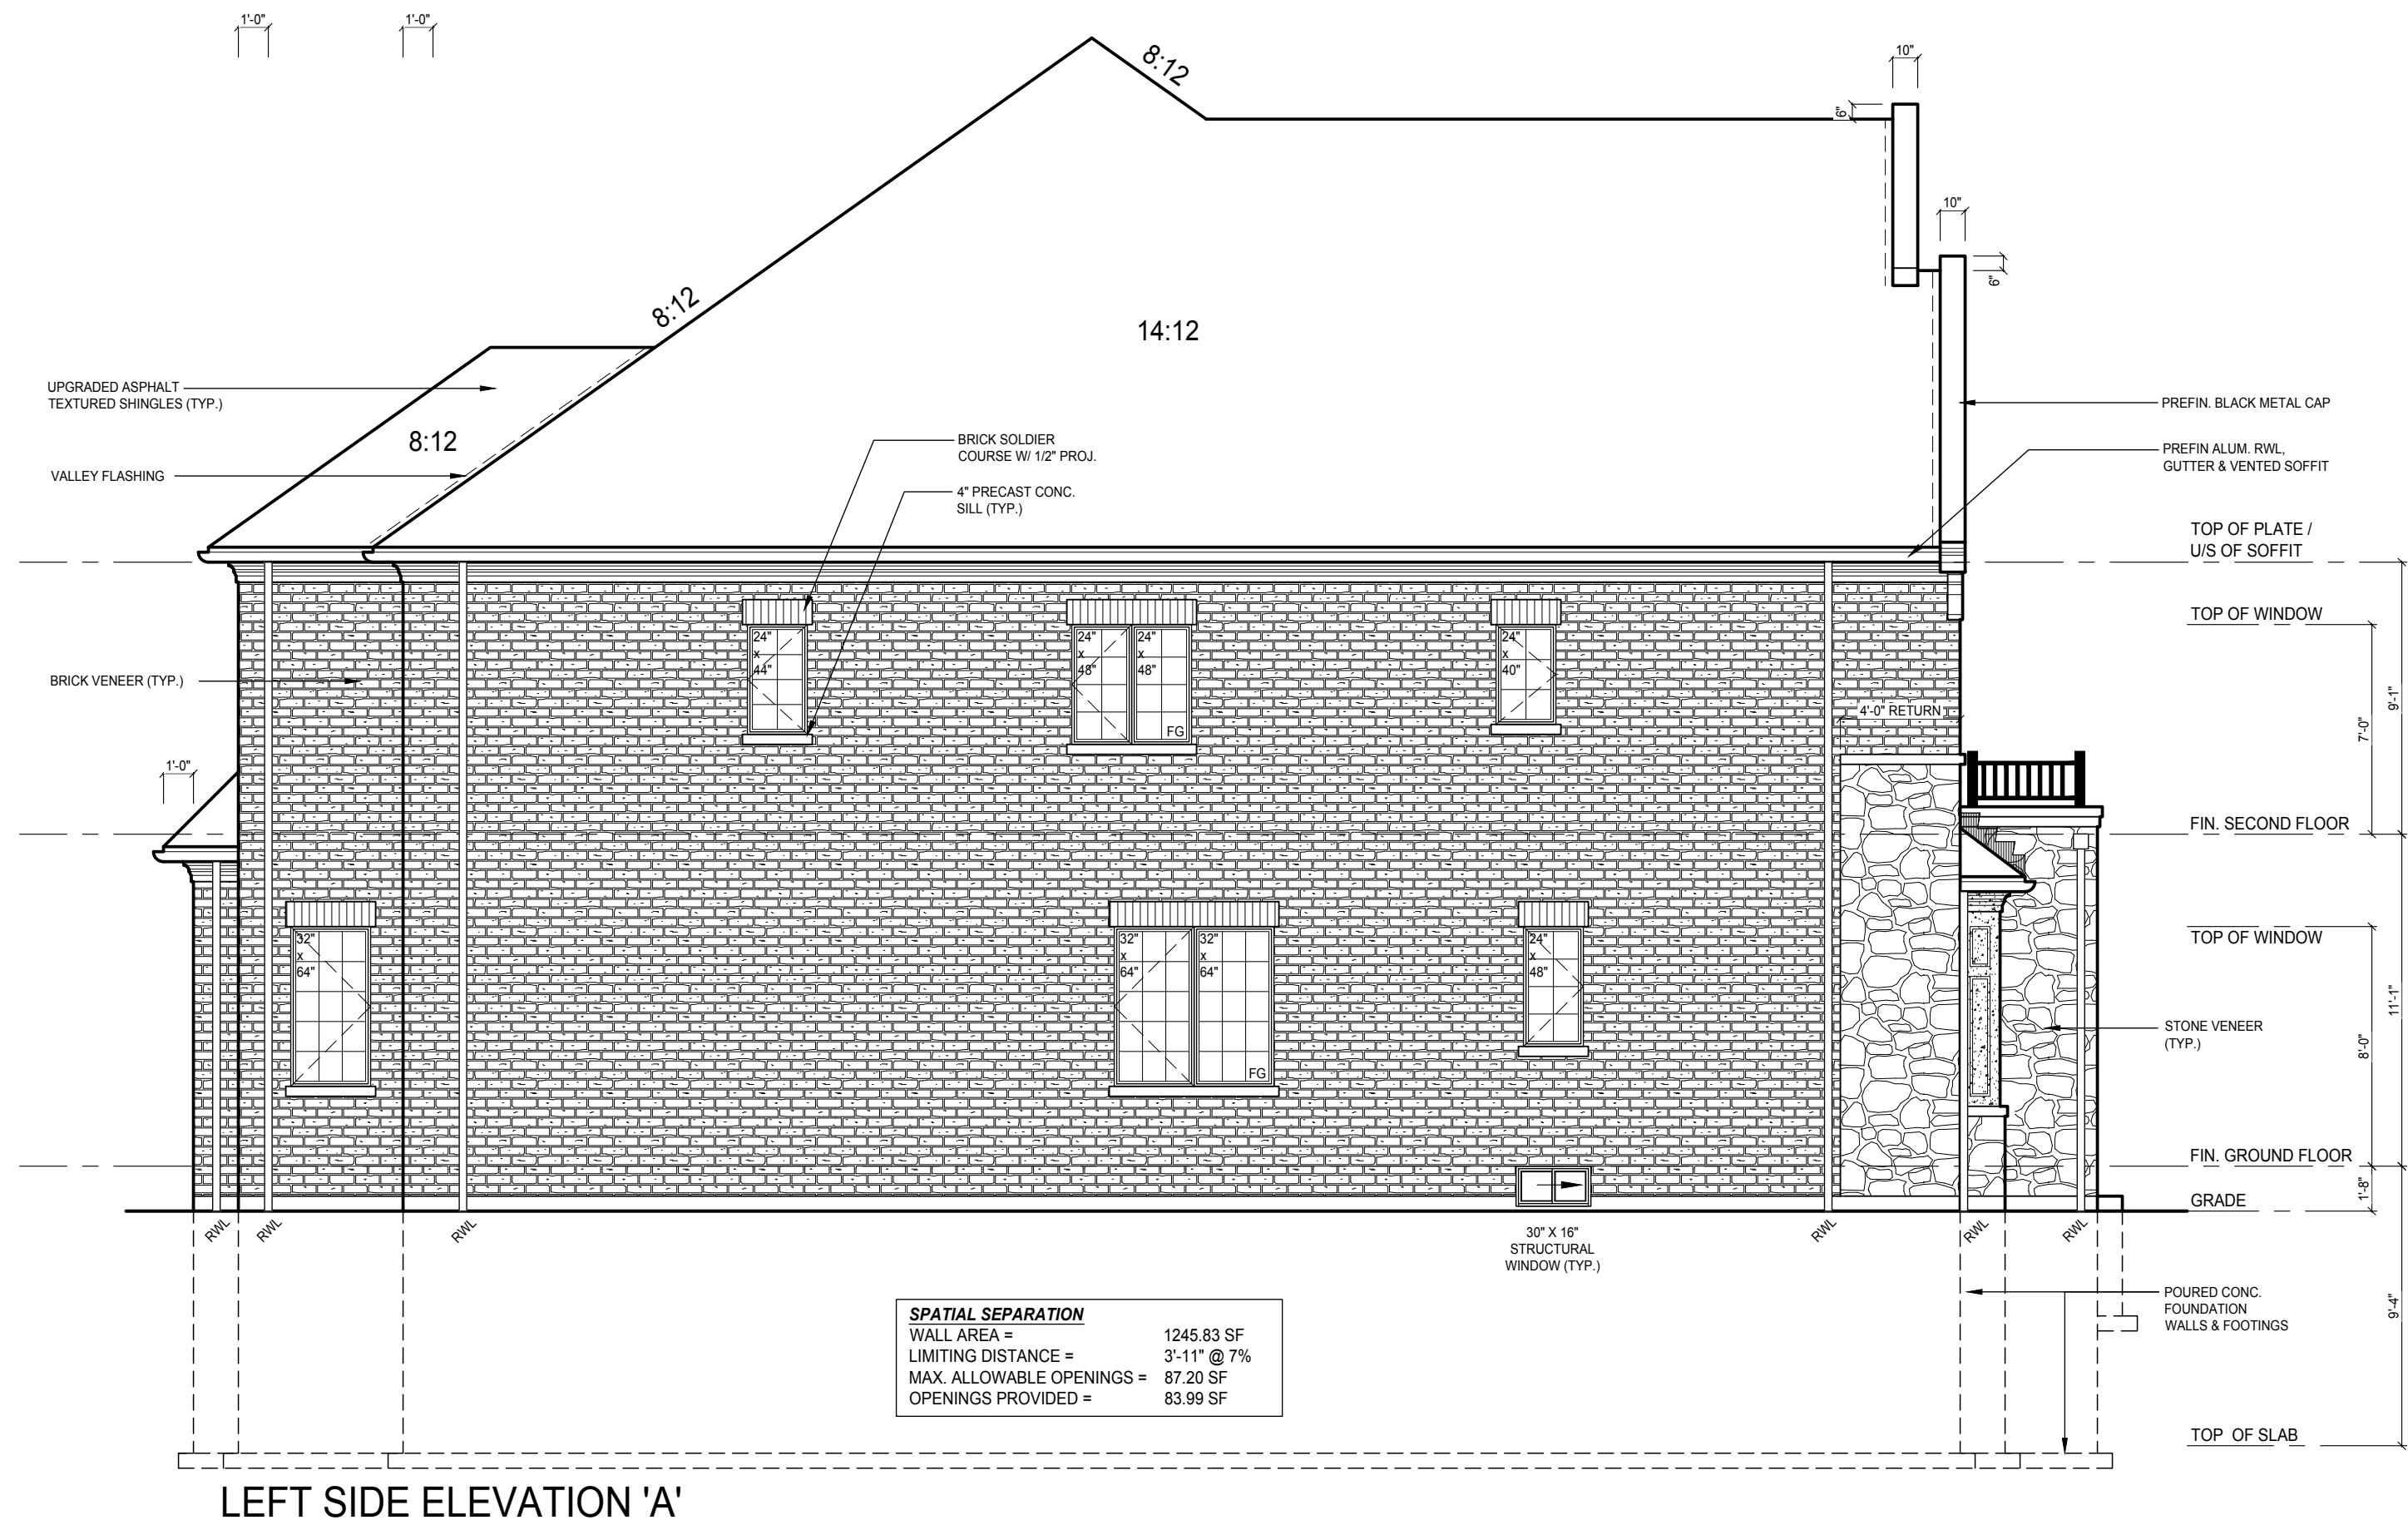 1'-0"
1'-0"
8:12
10"
6"
10"
6"
8:12
14:12
UPGRADED ASPHALT
TEXTURED SHINGLES (TYP.)
8:12
VALLEY FLASHING
BRICK SOLDIER
COURSE W/ 1/2" PROJ.
4" PRECAST CONC.
SILL (TYP.)
PREFIN. BLACK METAL CAP
PREFIN ALUM. RWL,
GUTTER & VENTED SOFFIT
TOP OF PLATE /
U/S OF SOFFIT
TOP OF WINDOW
24"
x
44"
24"
x
48"
24"
x
48"
FG
24"
x
40"
BRICK VENEER (TYP.)
4'-0" RETURN
9'-1"
7'-0"
1'-0"
FIN. SECOND FLOOR
TOP OF WINDOW
32"
x
64"
32"
x
64"
32"
x
64"
FG
24"
x
48"
11'-1"
8'-0"
STONE VENEER
(TYP.)
FIN. GROUND FLOOR
1'-8"
GRADE
RWL
RWL
RWL
RWL
RWL
RWL
30" X 16"
STRUCTURAL
WINDOW (TYP.)
POURED CONC.
FOUNDATION
WALLS & FOOTINGS
9'-4"
SPATIAL SEPARATION
WALL AREA = 1245.83 SF
LIMITING DISTANCE = 3'-11" @ 7%
MAX. ALLOWABLE OPENINGS = 87.20 SF
OPENINGS PROVIDED = 83.99 SF
TOP OF SLAB
LEFT SIDE ELEVATION 'A'